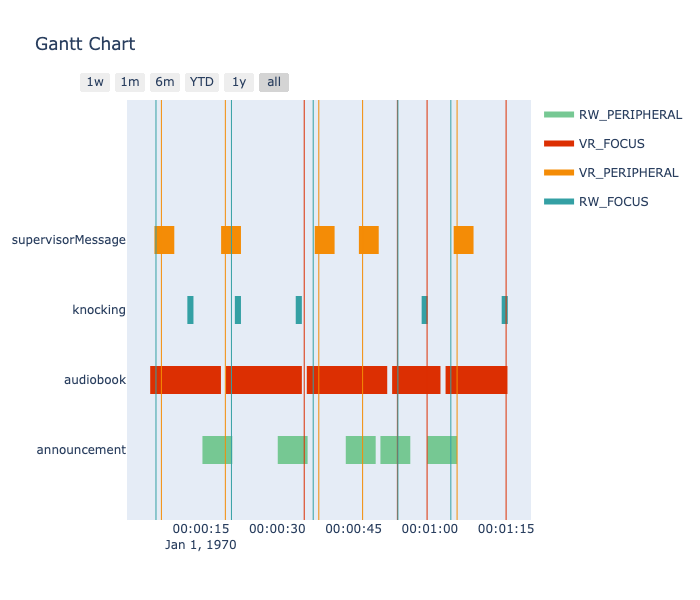 Gantt Chart
1w 1m 6m YTD 1y all
RW_PERIPHERAL
VR_FOCUS
VR_PERIPHERAL
RW_FOCUS
supervisorMessage
knocking
audiobook
announcement
00:00:15 00:00:30 00:00:45 00:01:00 00:01:15
Jan 1, 1970